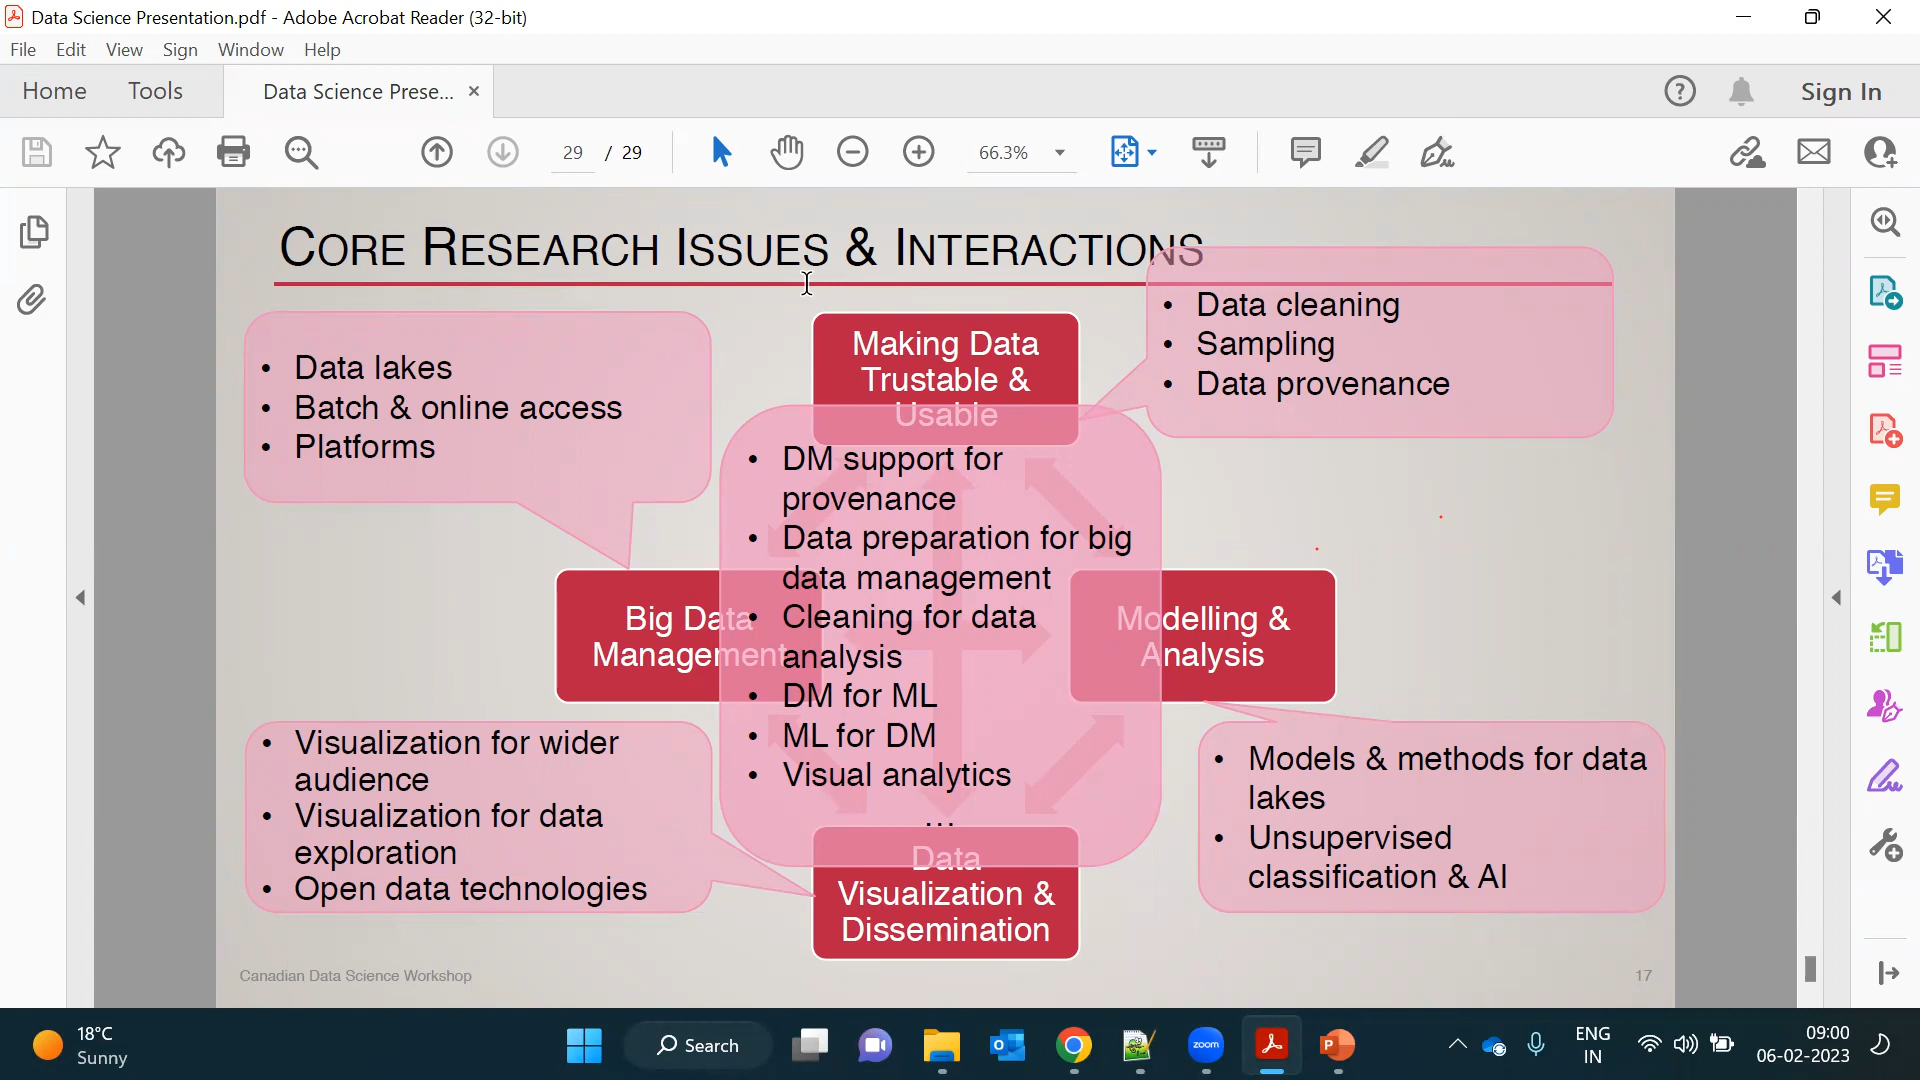 Data Science Presentation.pdf - Adobe Acrobat Reader (32-bit)
File Edit View Sign Window Help
Home Tools Data Science Prese... × Sign In
29 / 29 66.3%
CORE RESEARCH ISSUES & INTERACTIONS
• Data cleaning
• Sampling
• Data provenance
Making Data
Trustable &
Usable
• Data lakes
• Batch & online access
• Platforms
• DM support for
provenance
• Data preparation for big
data management
• Cleaning for data
analysis
• DM for ML
• ML for DM
• Visual analytics
...
Big Data
Management
Modelling &
Analysis
• Visualization for wider
audience
• Visualization for data
exploration
• Open data technologies
• Models & methods for data
lakes
• Unsupervised
classification & AI
Data
Visualization &
Dissemination
Canadian Data Science Workshop 17
18°C
Sunny
Search
zoom
ENG
IN
09:00
06-02-2023